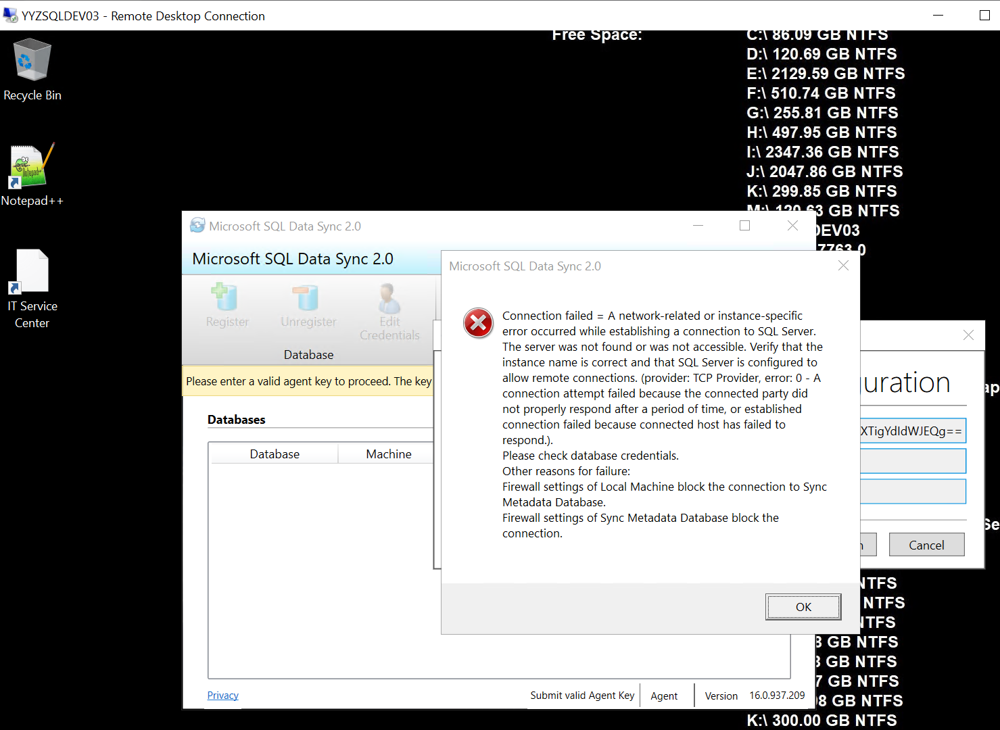 YYZSQLDEV03 - Remote Desktop Connection
Free Space:
C:\ 86.09 GB NTFS
D:\ 120.69 GB NTFS
E:\ 2129.59 GB NTFS
F:\ 510.74 GB NTFS
G:\ 255.81 GB NTFS
H:\ 497.95 GB NTFS
I:\ 2347.36 GB NTFS
J:\ 2047.86 GB NTFS
K:\ 299.85 GB NTFS
M:\ 120.63 GB NTFS
DEV03
7763.0
Recycle Bin
Notepad++
IT Service
Center
Microsoft SQL Data Sync 2.0
Microsoft SQL Data Sync 2.0
Register
Unregister
Edit
Credentials
Database
Please enter a valid agent key to proceed. The key
Databases
Database
Machine
Privacy
Submit valid Agent Key
Agent
Version
16.0.937.209
Microsoft SQL Data Sync 2.0
Connection failed = A network-related or instance-specific
error occurred while establishing a connection to SQL Server.
The server was not found or was not accessible. Verify that the
instance name is correct and that SQL Server is configured to
allow remote connections. (provider: TCP Provider, error: 0 - A
connection attempt failed because the connected party did
not properly respond after a period of time, or established
connection failed because connected host has failed to
respond.).
Please check database credentials.
Other reasons for failure:
Firewall settings of Local Machine block the connection to Sync
Metadata Database.
Firewall settings of Sync Metadata Database block the
connection.
OK
uration
XTigYdIdWJEQg==
Cancel
ap
Se
NTFS
NTFS
NTFS
GB NTFS
GB NTFS
7 GB NTFS
98 GB NTFS
K:\ 300.00 GB NTFS